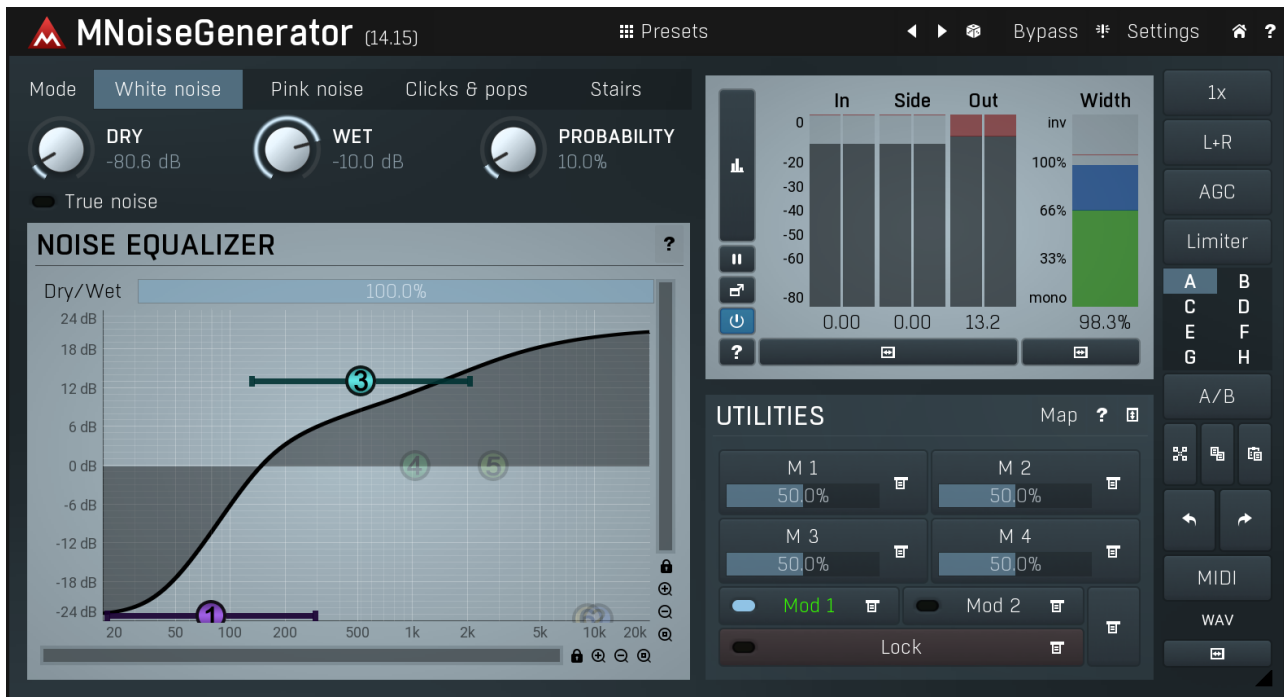 MNoiseGenerator (14.15)
Presets
Bypass
Settings
?
Mode White noise Pink noise Clicks & pops Stairs
DRY
-80.6 dB
WET
-10.0 dB
PROBABILITY
10.0%
True noise
NOISE EQUALIZER ?
Dry/Wet 100.0%
24 dB
18 dB
12 dB
6 dB
0 dB
-6 dB
-12 dB
-18 dB
-24 dB
3
4
5
1
20 50 100 200 500 1k 2k 5k 10k 20k
In Side Out Width
0
-20
-30
-40
-50
-60
-80
inv
100%
66%
33%
mono
0.00 0.00 13.2 98.3%
?
UTILITIES Map ?
M 1
50.0%
M 2
50.0%
M 3
50.0%
M 4
50.0%
Mod 1
Mod 2
Lock
1x
L+R
AGC
Limiter
A B
C D
E F
G H
A/B
MIDI
WAV